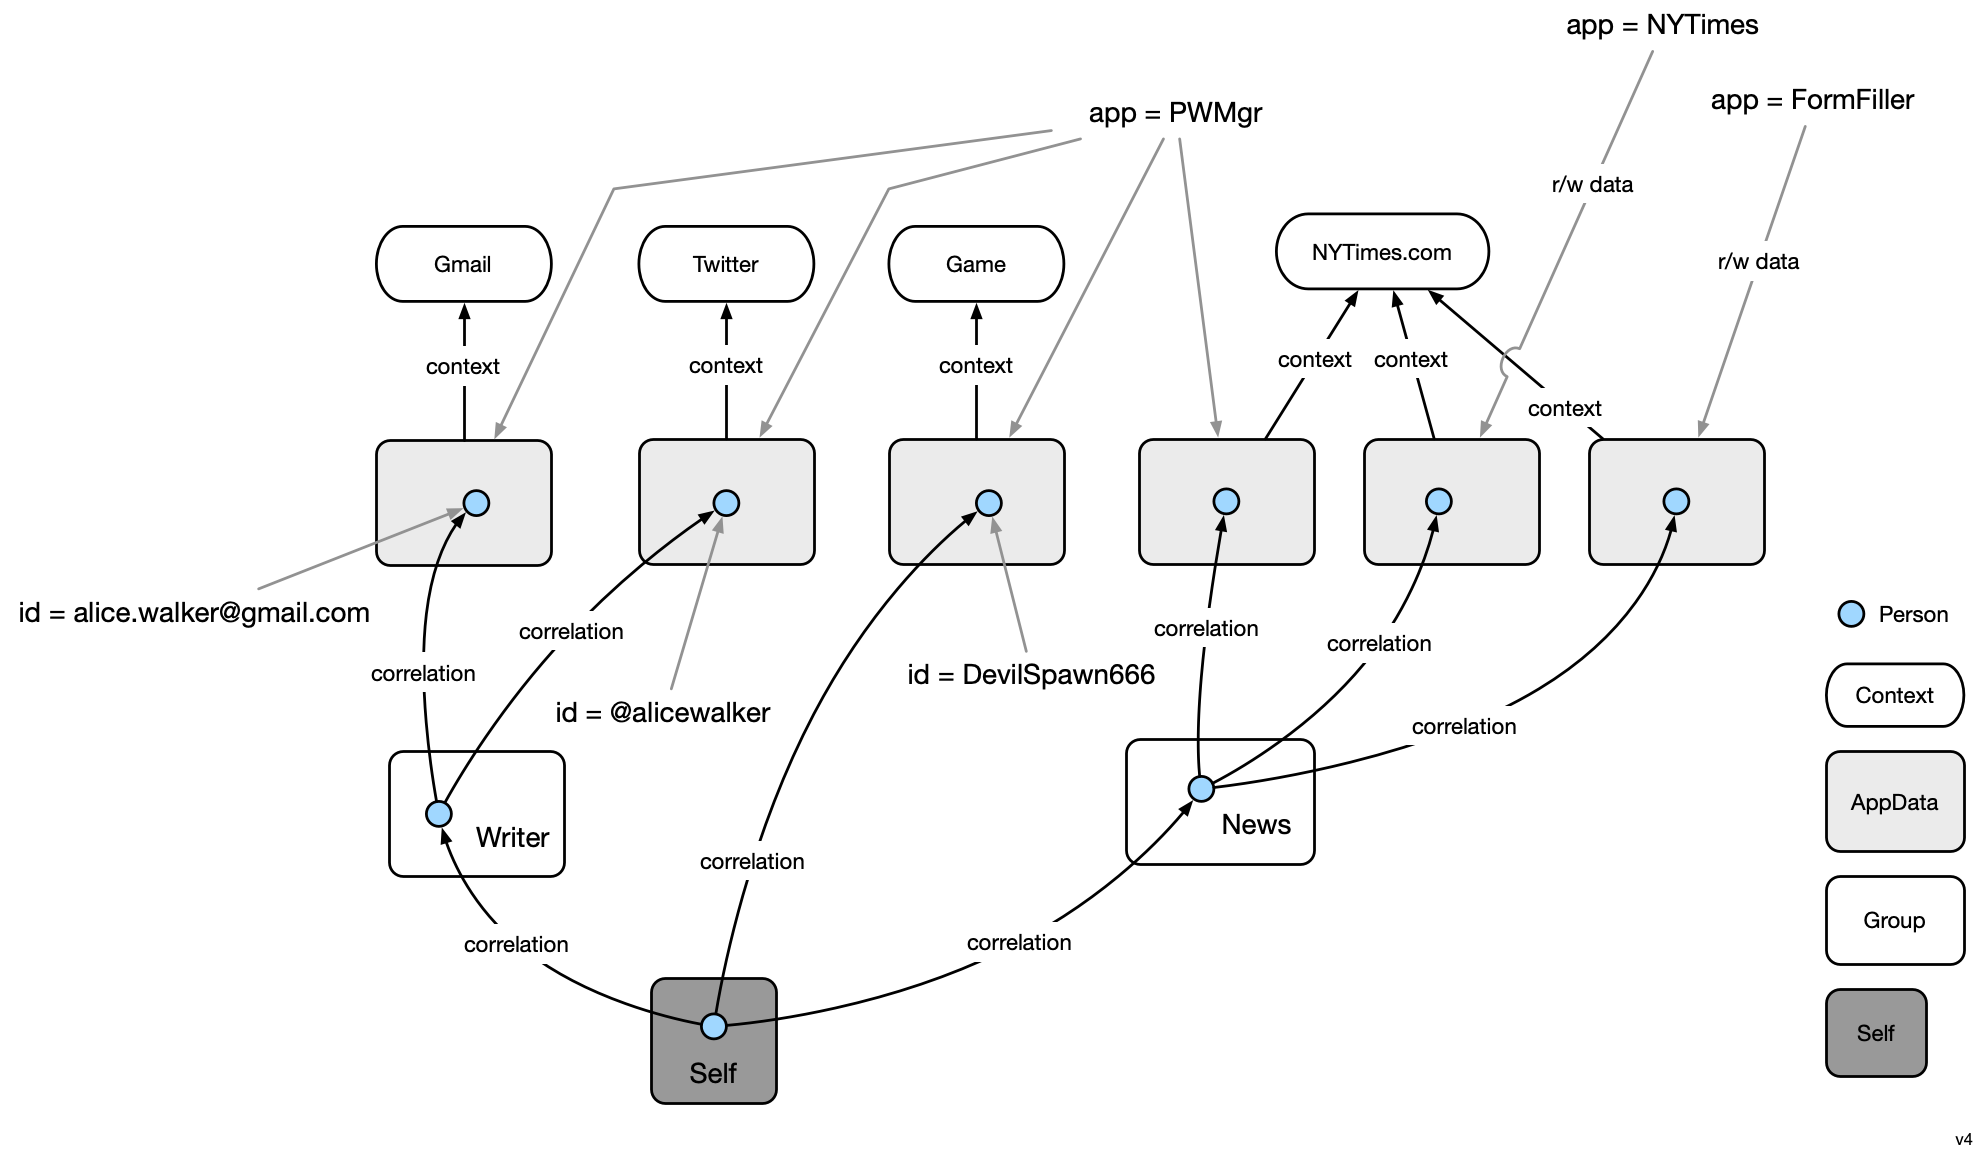 app = NYTimes
app = FormFiller
app = PWMgr
r/w data
r/w data
Gmail
Twitter
Game
NYTimes.com
context
context
context
context
context
context
id = alice.walker@gmail.com
correlation
correlation
id = @alicewalker
id = DevilSpawn666
correlation
correlation
correlation
Person
Context
AppData
Group
Self
Writer
News
correlation
correlation
correlation
Self
v4